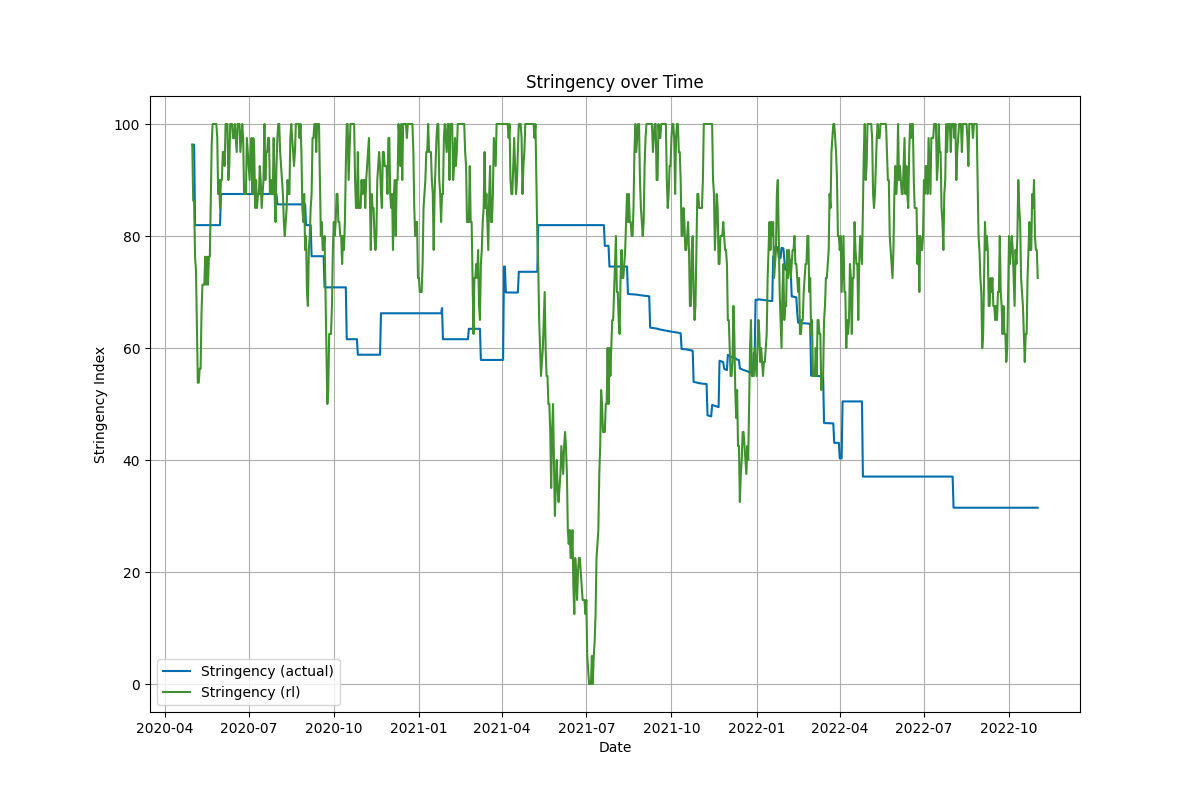 Stringency over Time
Stringency Index
100
80
60
40
20
0
Stringency (actual)
Stringency (rl)
2020-04 2020-07 2020-10 2021-01 2021-04 2021-07 2021-10 2022-01 2022-04 2022-07 2022-10
Date